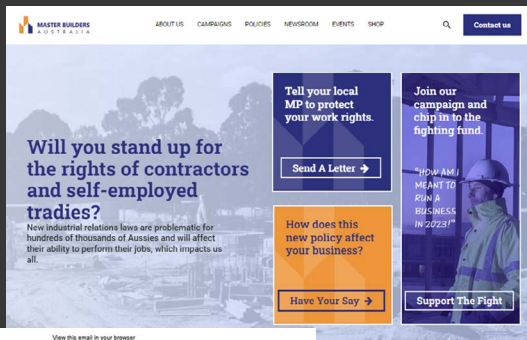 MASTER BUILDERS
AUSTRALIA
ABOUT US
CAMPAIGNS
POLICIES
NEWSROOM
EVENTS
SHOP
Contact us
Will you stand up for
the rights of contractors
and self-employed
tradies?
New industrial relations laws are problematic for
hundreds of thousands of Aussies and will affect
their ability to perform their jobs, which impacts us
all.
Tell your local
MP to protect
your work rights.
Send A Letter →
How does this
new policy affect
your business?
Have Your Say →
Join our
campaign and
chip in to the
fighting fund.
"HOW AM I
MEANT TO
RUN A
BUSINESS
IN 2023!"
Support The Fight
View this email in your browser